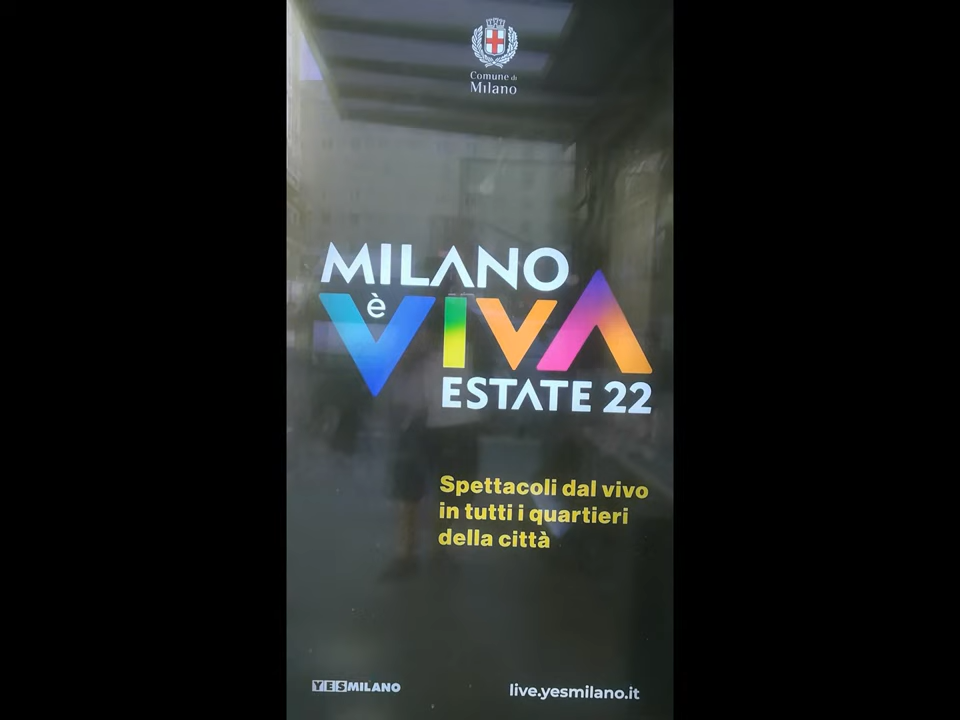 Comune di
Milano
MILANO
è VIVA
ESTATE 22
Spettacoli dal vivo
in tutti i quartieri
della città
YESMILANO
live.yesmilano.it